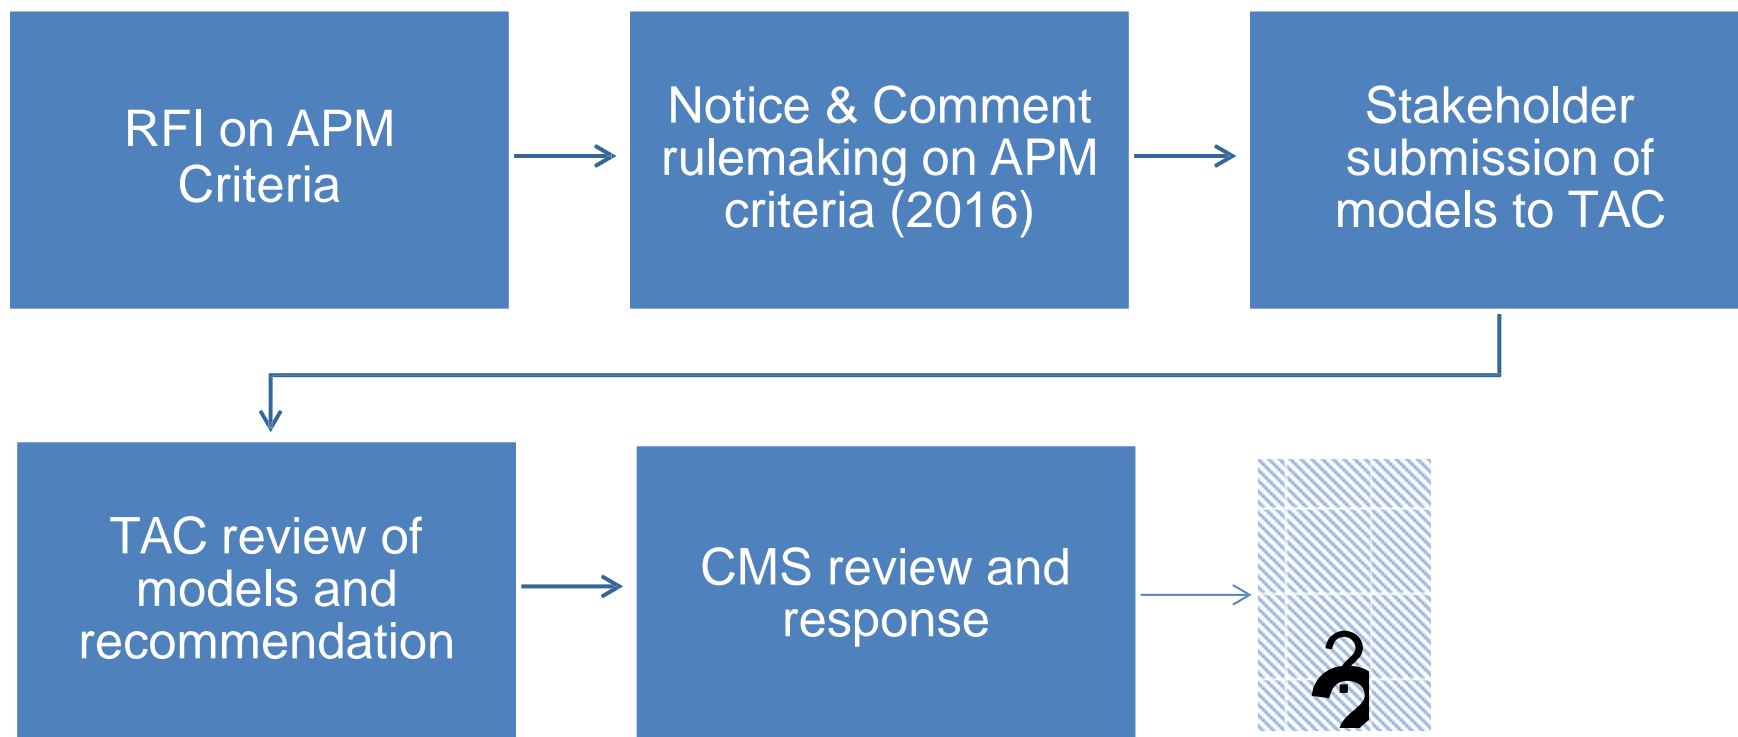 RFI on APM
Criteria
Notice & Comment
rulemaking on APM
criteria (2016)
Stakeholder
submission of
models to TAC
TAC review of
models and
recommendation
CMS review and
response
?
?